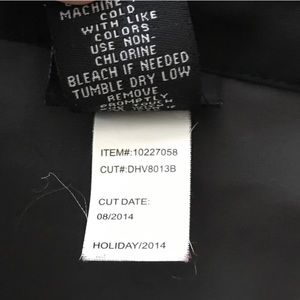 MACHINE
COLD
WITH LIKE
COLORS
USE NON-
CHLORINE
BLEACH IF NEEDED
TUMBLE DRY LOW
REMOVE
PROMPTLY
ITEM#:10227058
CUT#:DHV8013B
CUT DATE:
08/2014
HOLIDAY/2014